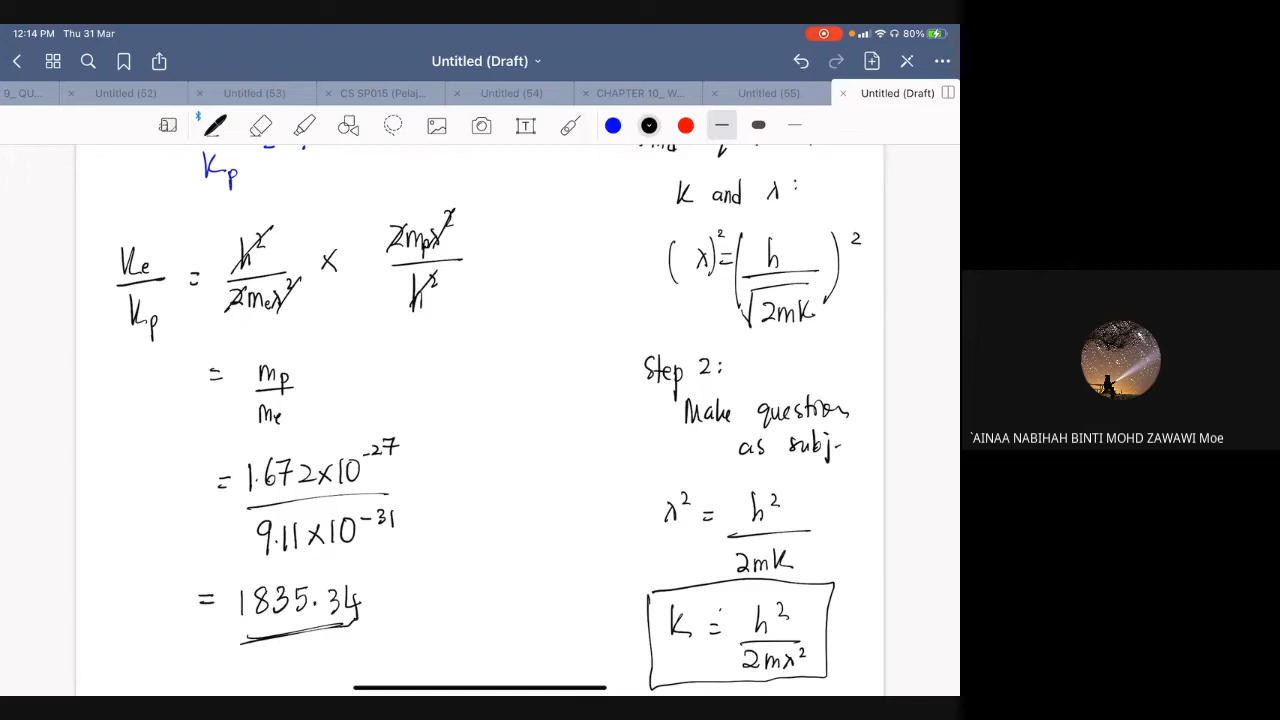 12:14 PM Thu 31 Mar
80%
Untitled (Draft)
9_ QU...
Untitled (52)
Untitled (53)
CS SP015 (Pelaj...
Untitled (54)
CHAPTER 10_ W...
Untitled (55)
Untitled (Draft)
Kp
Ke/Kp = h²/2meλ² × 2mpλ²/h²
= mp/me
= 1.672×10⁻²⁷/9.11×10⁻³¹
= 1835.34
K and λ:
(λ)² = (h/√2mK)²
Step 2:
Make question
as subj.
λ² = h²/2mK
K = h²/2mλ²
`AINAA NABIHAH BINTI MOHD ZAWAWI Moe